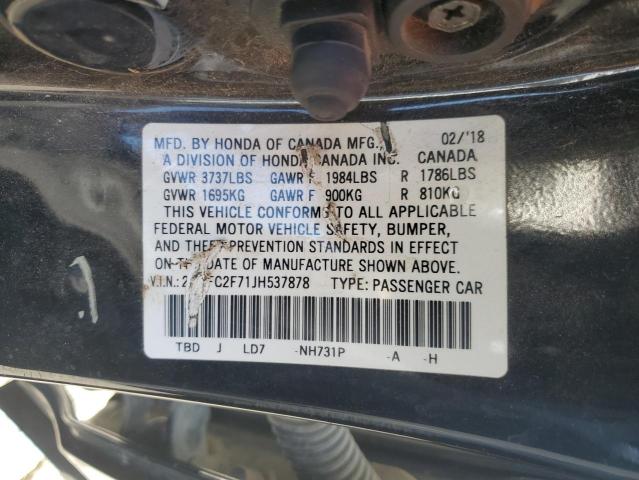 MFD. BY HONDA OF CANADA MFG., 02/'18
A DIVISION OF HONDA CANADA INC. CANADA
GVWR 3737LBS GAWR F 1984LBS R 1786LBS
GVWR 1695KG GAWR F 900KG R 810KG
THIS VEHICLE CONFORMS TO ALL APPLICABLE
FEDERAL MOTOR VEHICLE SAFETY, BUMPER,
AND THEFT PREVENTION STANDARDS IN EFFECT
ON THE DATE OF MANUFACTURE SHOWN ABOVE.
V.I.N.: C2F71JH537878 TYPE: PASSENGER CAR
TBD J LD7 -NH731P -A -H